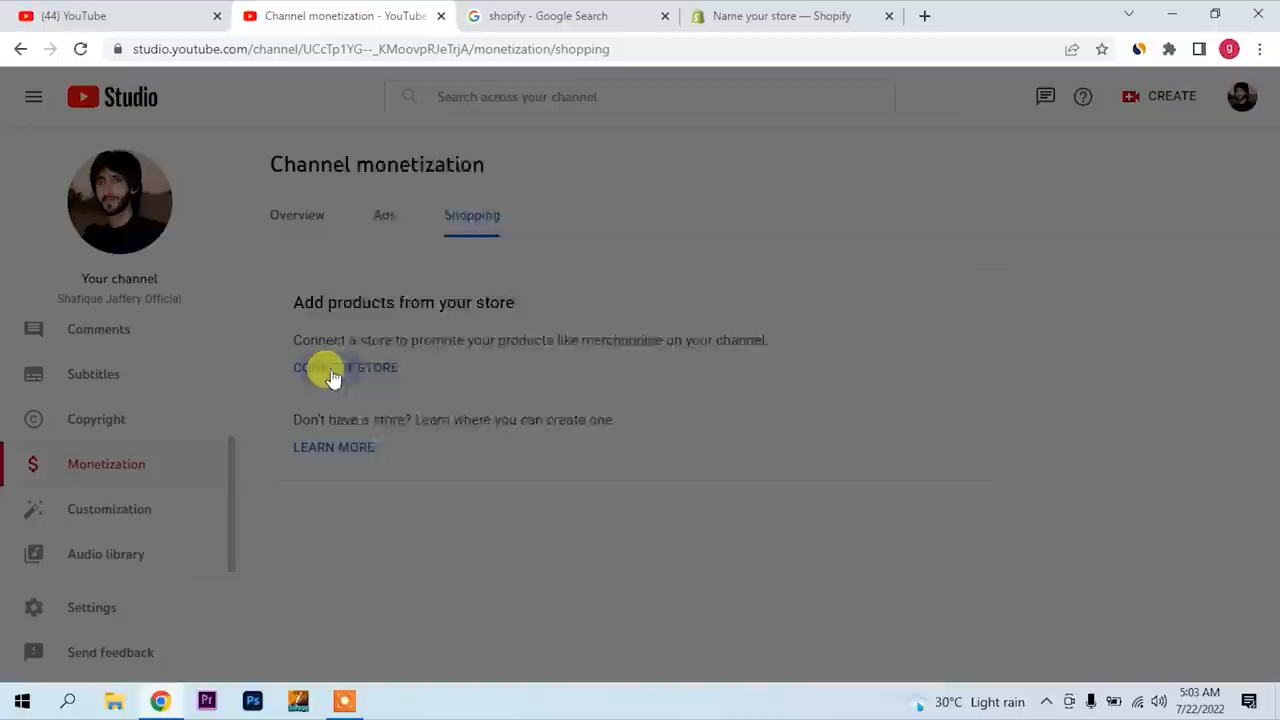 (44) YouTube
Channel monetization - YouTube
shopify - Google Search
Name your store — Shopify
studio.youtube.com/channel/UCcTp1YG--_KMoovpRJeTrjA/monetization/shopping
g
Studio
Search across your channel
CREATE
Channel monetization
Overview
Ads
Shopping
Your channel
Shafique Jaffery Official
Comments
Subtitles
Copyright
Monetization
Customization
Audio library
Settings
Send feedback
Add products from your store
Connect a store to promote your products like merchandise on your channel.
STORE
Don't have a store? Learn where you can create one
LEARN MORE
Pr
Ps
30°C Light rain
5:03 AM
7/22/2022